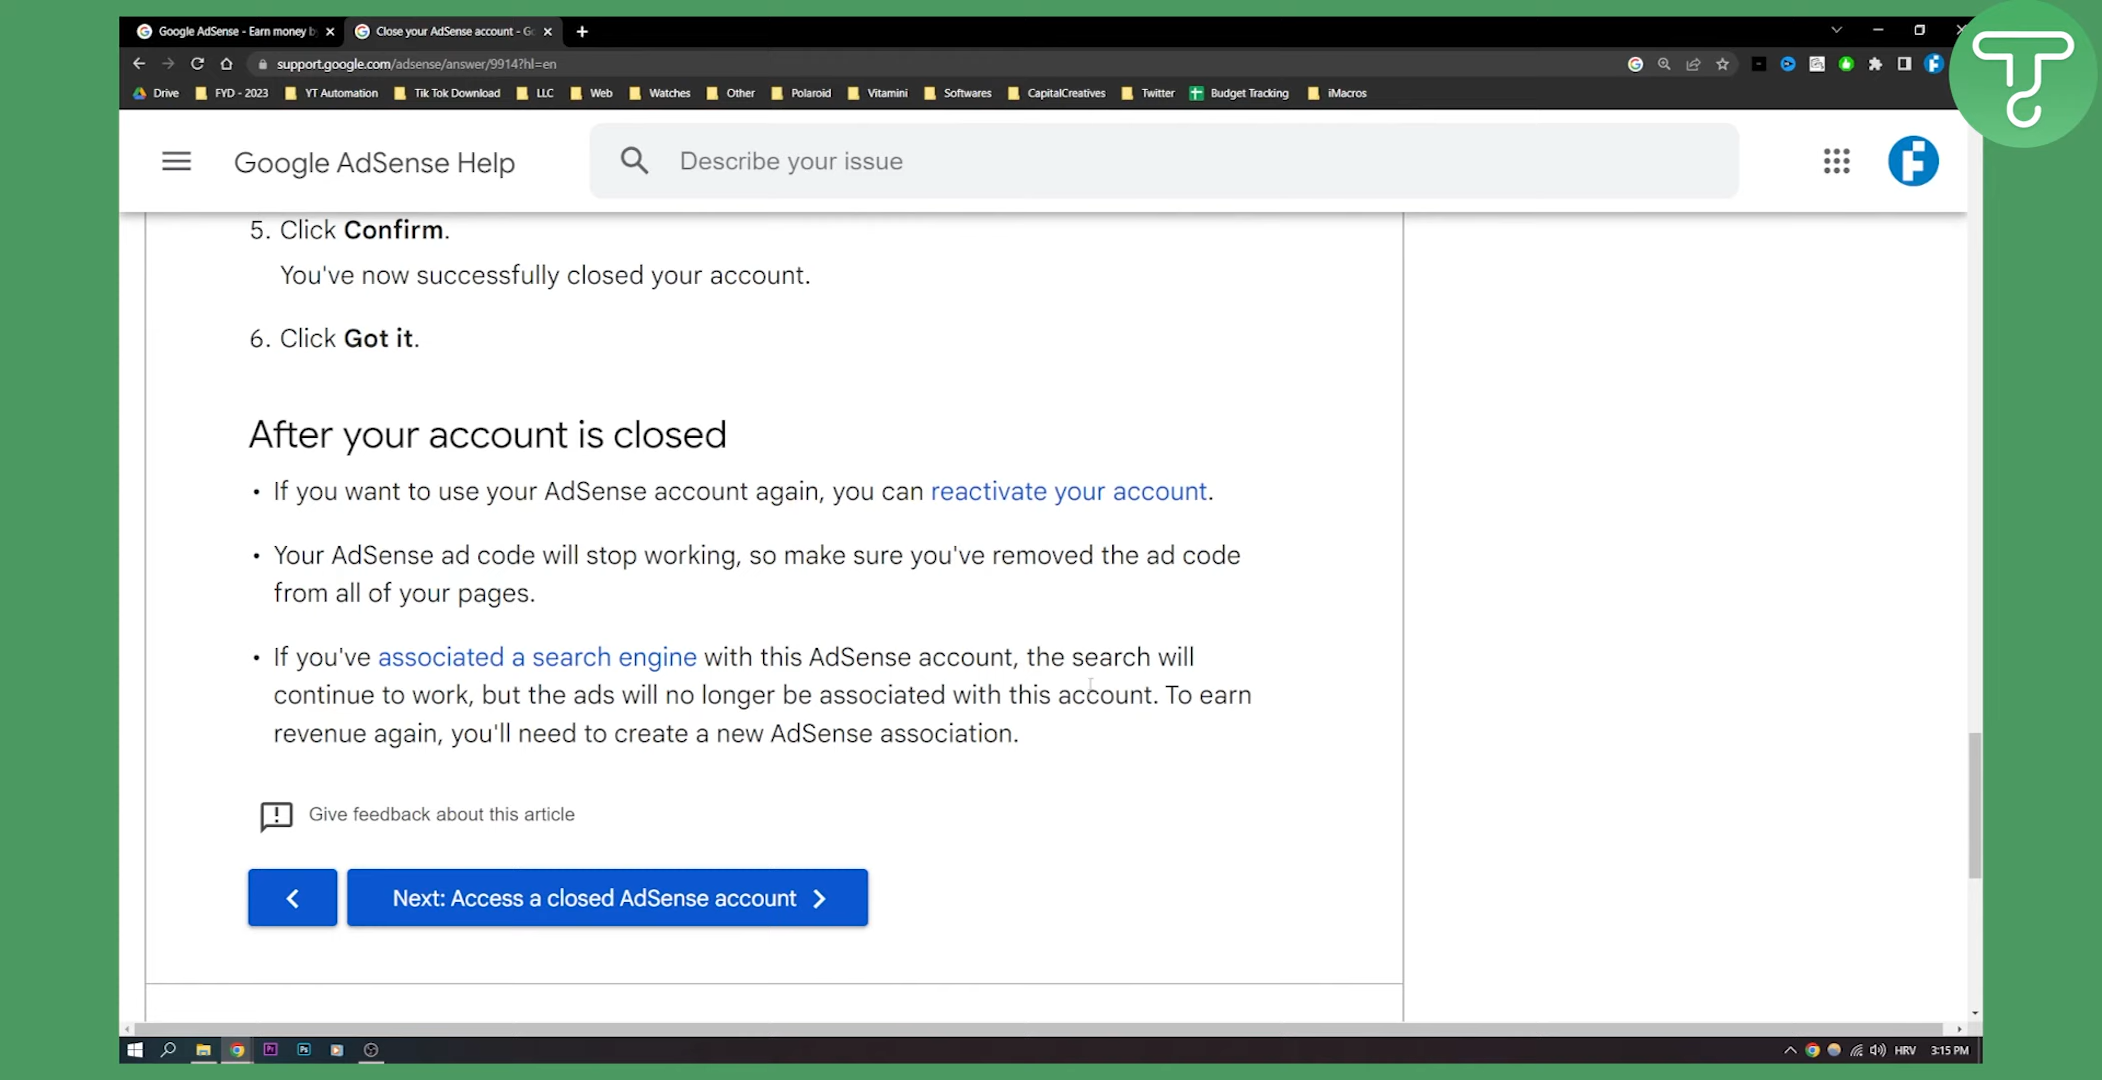 Google AdSense - Earn money b
Close your AdSense account - Go
support.google.com/adsense/answer/9914?hl=en
Drive FYD - 2023 YT Automation Tik Tok Download LLC Web Watches Other Polaroid Vitamini Softwares CapitalCreatives Twitter Budget Tracking iMacros
Google AdSense Help
Describe your issue
5. Click Confirm.
You've now successfully closed your account.
6. Click Got it.
After your account is closed
• If you want to use your AdSense account again, you can reactivate your account.
• Your AdSense ad code will stop working, so make sure you've removed the ad code
from all of your pages.
• If you've associated a search engine with this AdSense account, the search will
continue to work, but the ads will no longer be associated with this account. To earn
revenue again, you'll need to create a new AdSense association.
Give feedback about this article
Next: Access a closed AdSense account
Pr Ps
HRV 3:15 PM